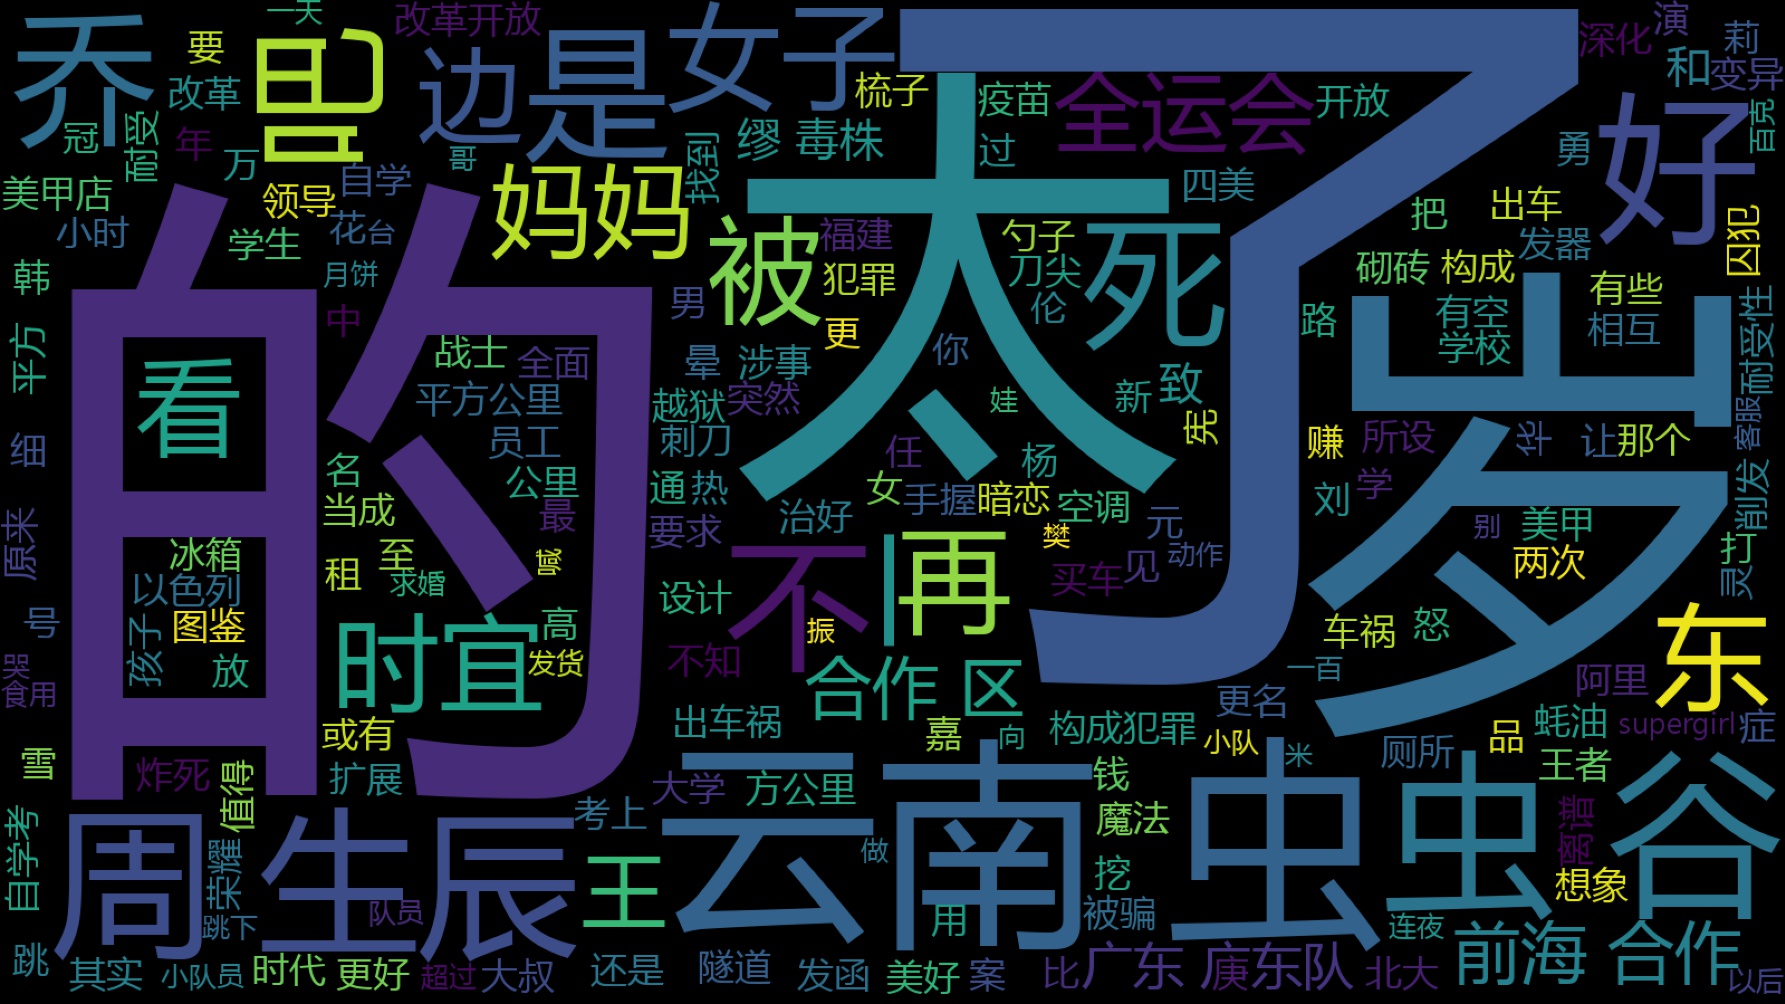 乔
要
一天
改革开放
边
是
女子
了
深化
演
莉
和
变异
改革
梳子
疫苗
全运会
开放
冠
耐受
年
万
哥
找到
缪
毒株
过
勇
好
百克
美甲店
领导
自学
妈妈
太
四美
小时
学生
花台
被
福建
勺子
死
把
出车
囚犯
韩
月饼
的
犯罪
刀尖
发器
砌砖
构成
有些
中
男
更
伦
路
岁
有空
相互
耐受性
平方
看
战士
全面
晕
涉事
你
学校
平方公里
越狱
突然
娃
新
致
宪
客服
细
员工
刺刀
任
杨
赚
所设
让
那个
名
公里
通
热
女
手握
暗恋
空调
刘
学
削发
原来
当成
最
要求
治好
樊
元
别
美甲
冰箱
至
不
再
见
动作
两次
打
以色列
租
求婚
设计
买车
灵
号
图鉴
时宜
高
振
车祸
怒
东
孩子
放
发货
不知
合作
区
一百
哭
食用
更名
阿里
或有
出车祸
嘉
向
构成犯罪
小队
品
蚝油
supergirl
症
雪
炸死
值得
扩展
米
厕所
王者
大学
方公里
钱
周生辰
考上
云南
魔法
虫
虫
谷
离谱
自学考
荣耀
王
做
挖
想象
跳下
队员
用
被骗
连夜
跳
其实
小队员
时代
更好
超过
大叔
还是
隧道
发函
美好
案
比
广东
庚
东队
北大
前海
合作
以后